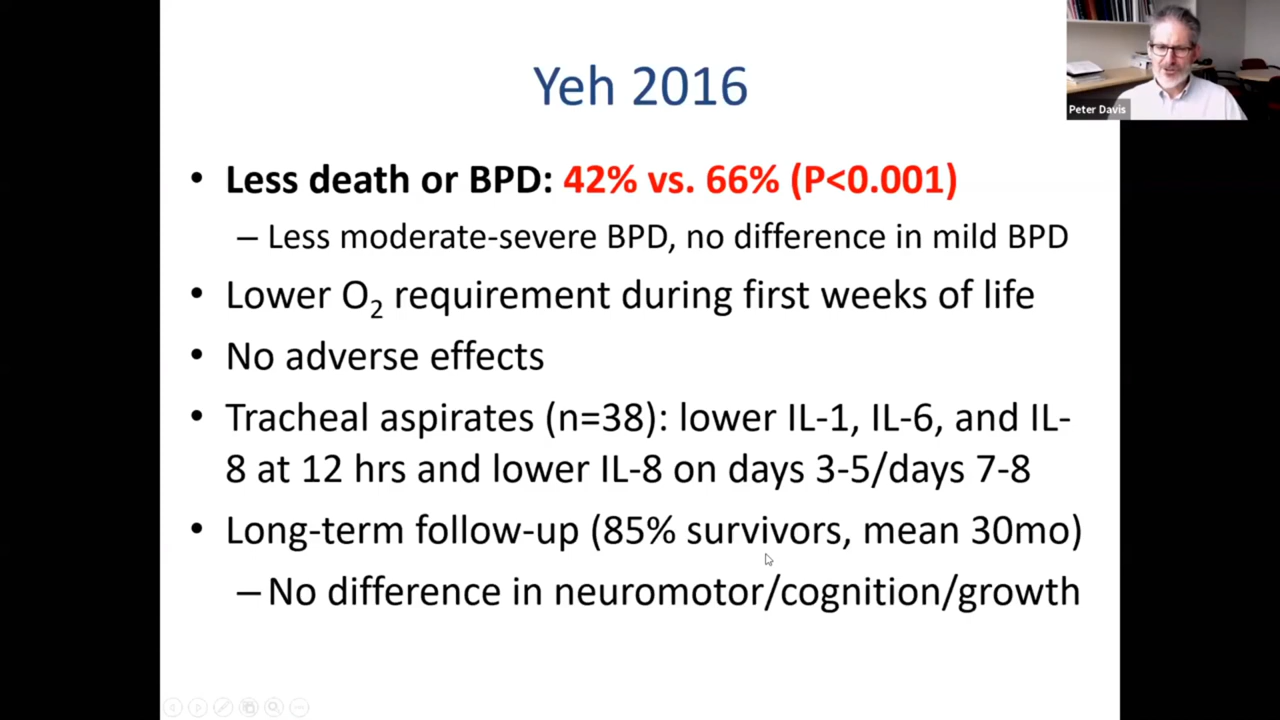 Peter Davis
Yeh 2016
• Less death or BPD: 42% vs. 66% (P<0.001)
– Less moderate-severe BPD, no difference in mild BPD
• Lower O₂ requirement during first weeks of life
• No adverse effects
• Tracheal aspirates (n=38): lower IL-1, IL-6, and IL-
8 at 12 hrs and lower IL-8 on days 3-5/days 7-8
• Long-term follow-up (85% survivors, mean 30mo)
– No difference in neuromotor/cognition/growth